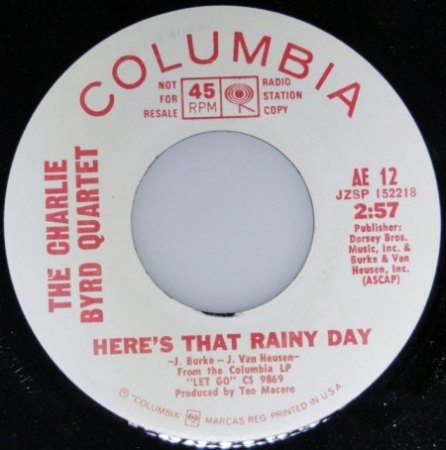 COLUMBIA
NOT FOR RESALE
45 RPM
RADIO STATION COPY
THE CHARLIE
BYRD QUARTET
AE 12
JZSP 152218
2:57
Publisher:
Dorsey Bros.
Music, Inc. &
Burke & Van
Heusen, Inc.
(ASCAP)
HERE'S THAT RAINY DAY
-J. Burke - J. Van Heusen-
From the Columbia LP
"LET GO" CS 9869
Produced by Teo Macero
® "COLUMBIA" MARCAS REG. PRINTED IN U.S.A.